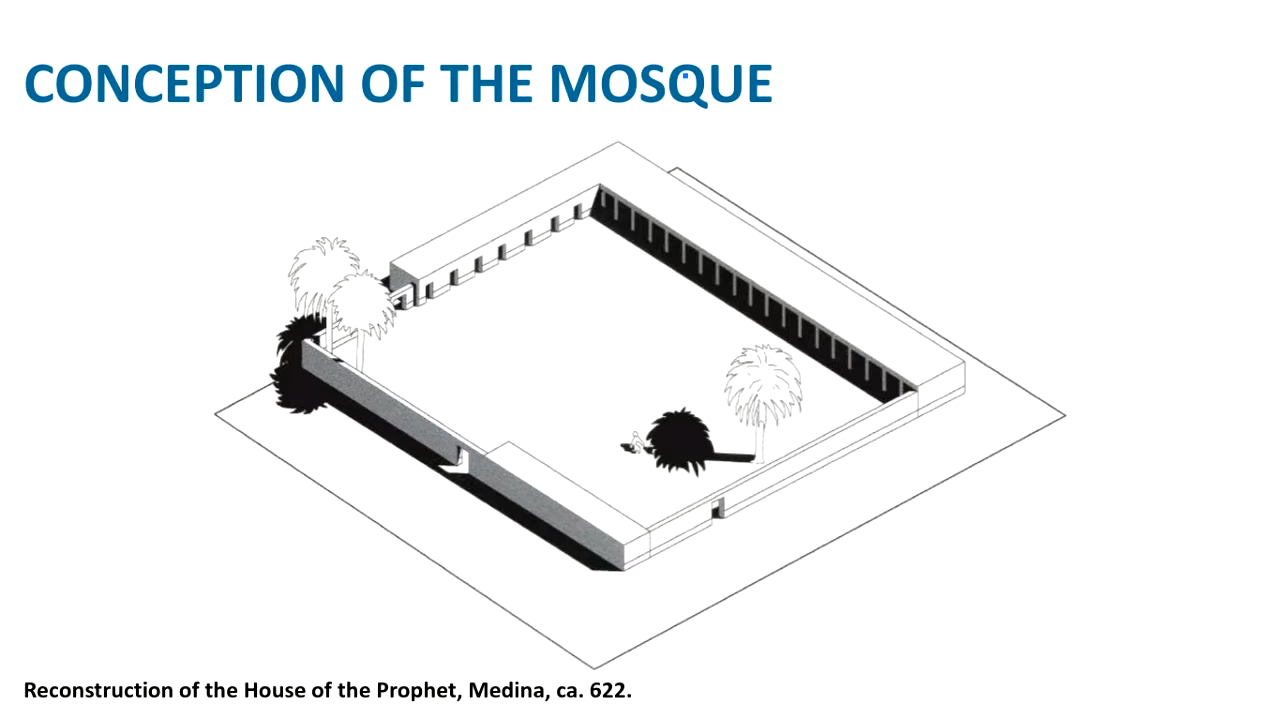 CONCEPTION OF THE MOSQUE
Reconstruction of the House of the Prophet, Medina, ca. 622.